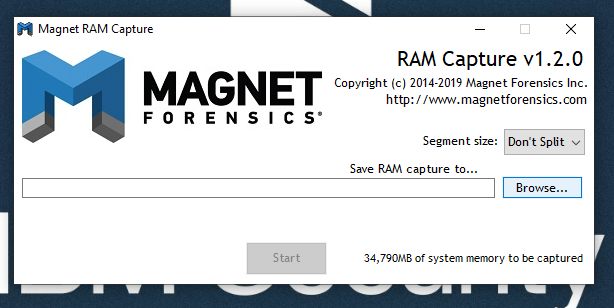 Magnet RAM Capture
RAM Capture v1.2.0
Copyright (c) 2014-2019 Magnet Forensics Inc.
http://www.magnetforensics.com
MAGNET
FORENSICS®
Segment size: Don't Split
Save RAM capture to...
Browse...
Start
34,790MB of system memory to be captured
Security